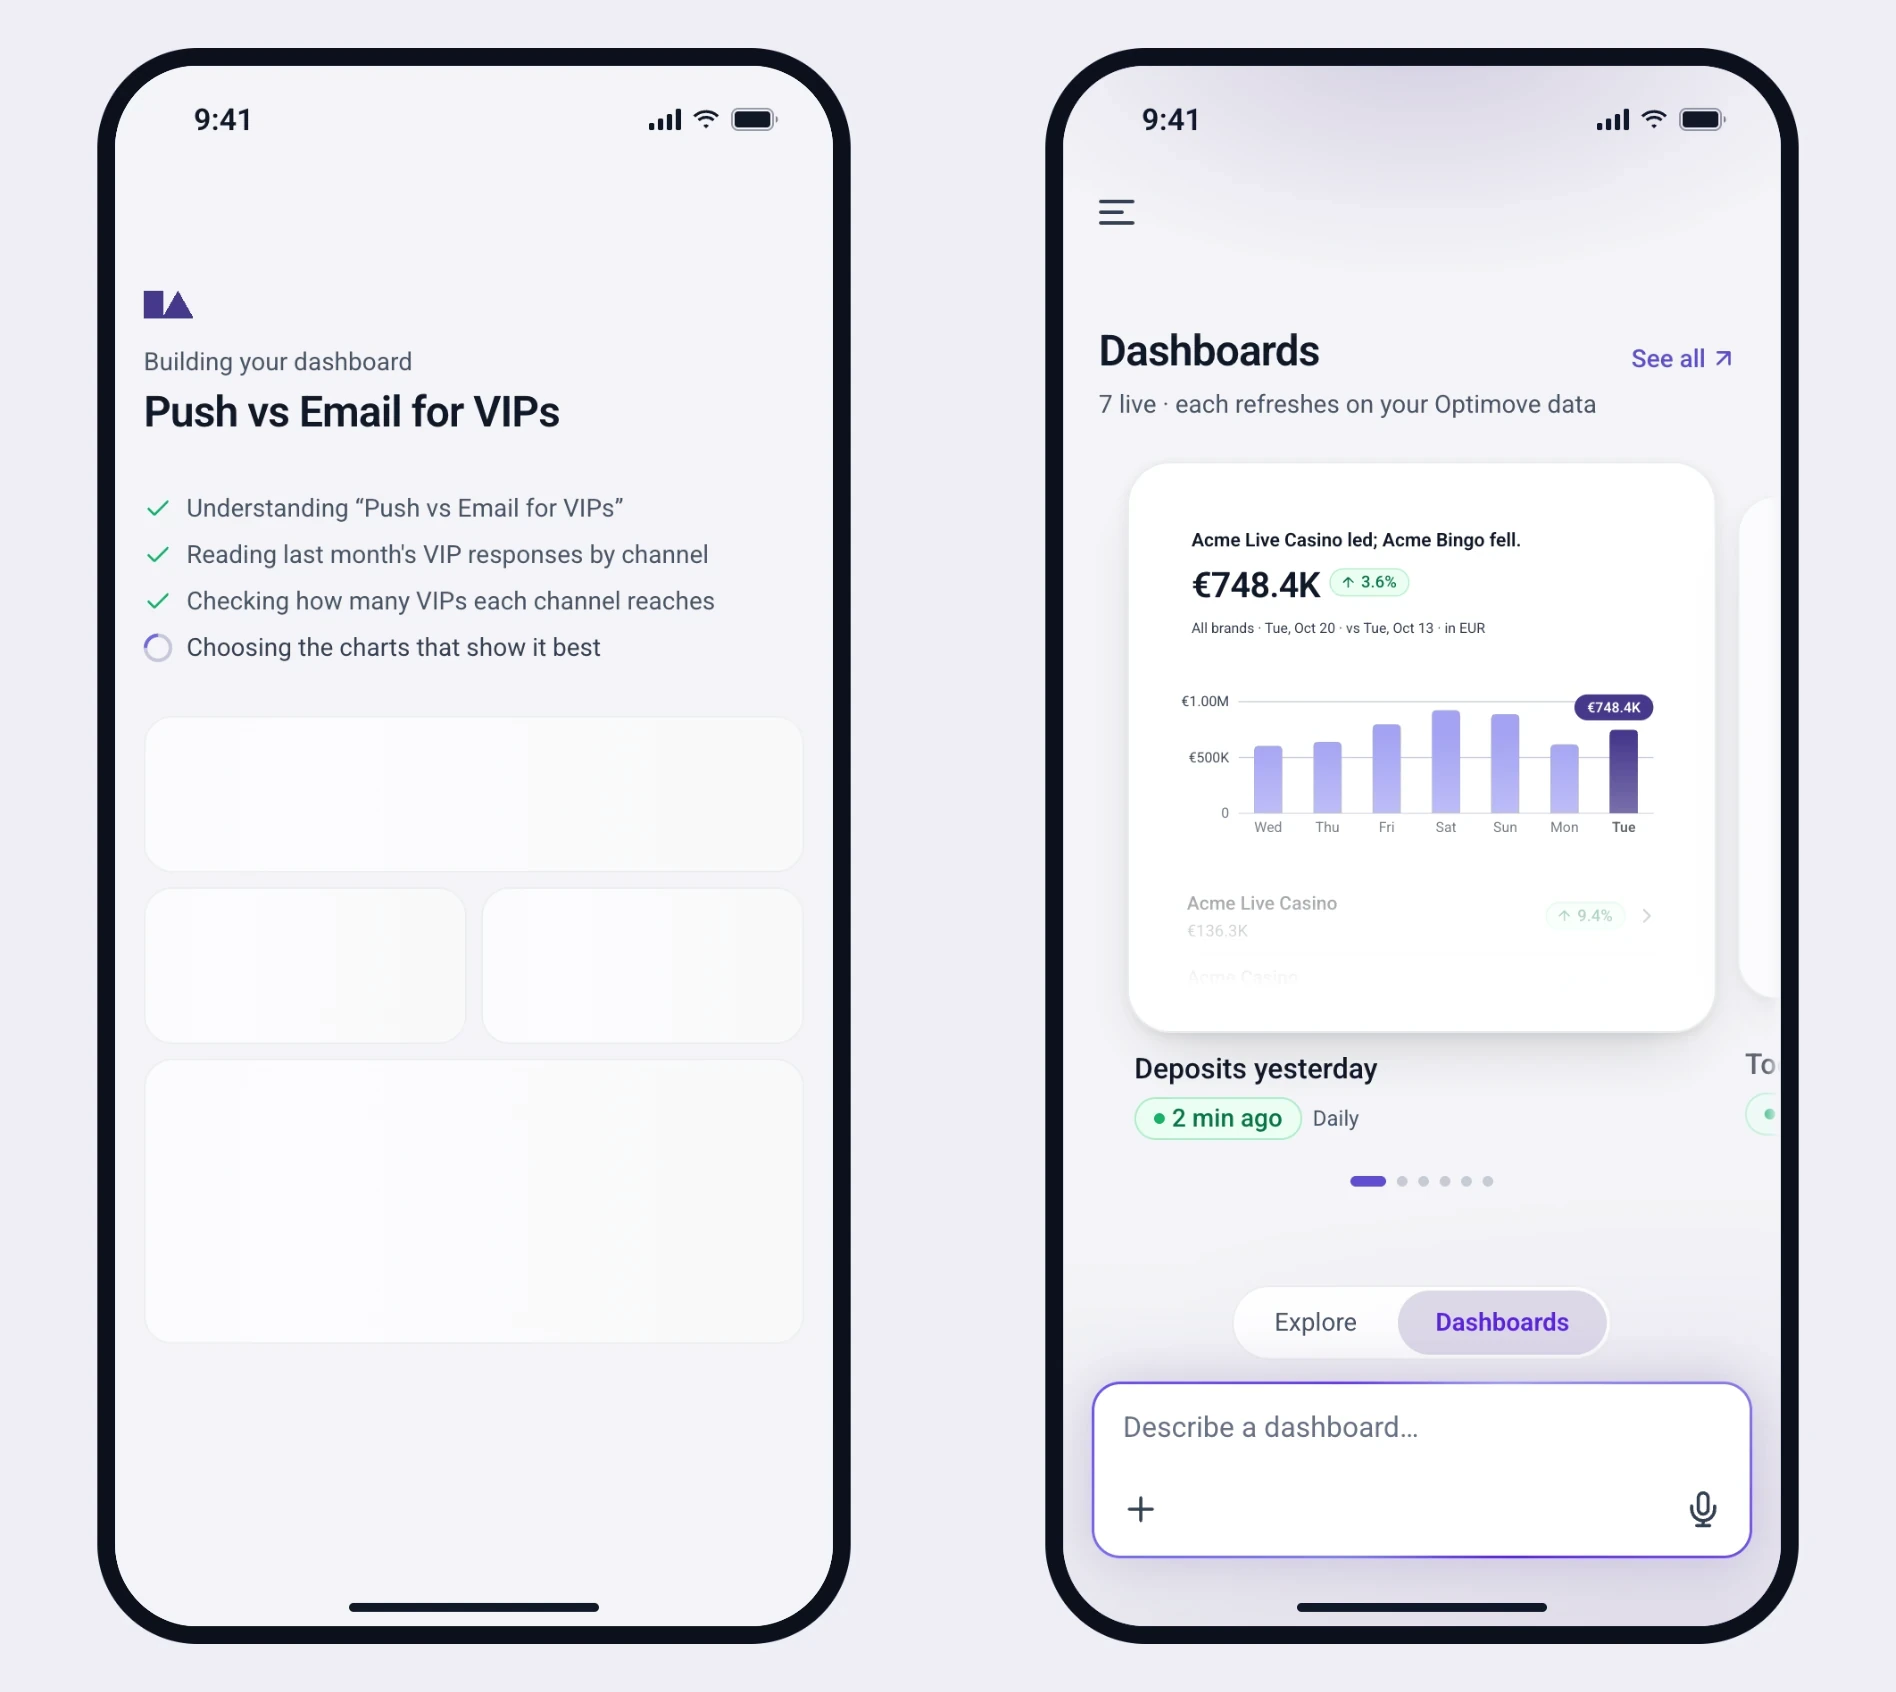 9:41
Building your dashboard
Push vs Email for VIPs
Understanding “Push vs Email for VIPs”
Reading last month's VIP responses by channel
Checking how many VIPs each channel reaches
Choosing the charts that show it best
9:41
Dashboards
See all
7 live · each refreshes on your Optimove data
Acme Live Casino led; Acme Bingo fell.
€748.4K ↑ 3.6%
All brands · Tue, Oct 20 · vs Tue, Oct 13 · in EUR
€1.00M
€748.4K
€500K
0
Wed Thu Fri Sat Sun Mon Tue
Acme Live Casino
↑ 9.4%
€136.3K
Acme Casino
Deposits yesterday
2 min ago Daily
Explore Dashboards
Describe a dashboard…